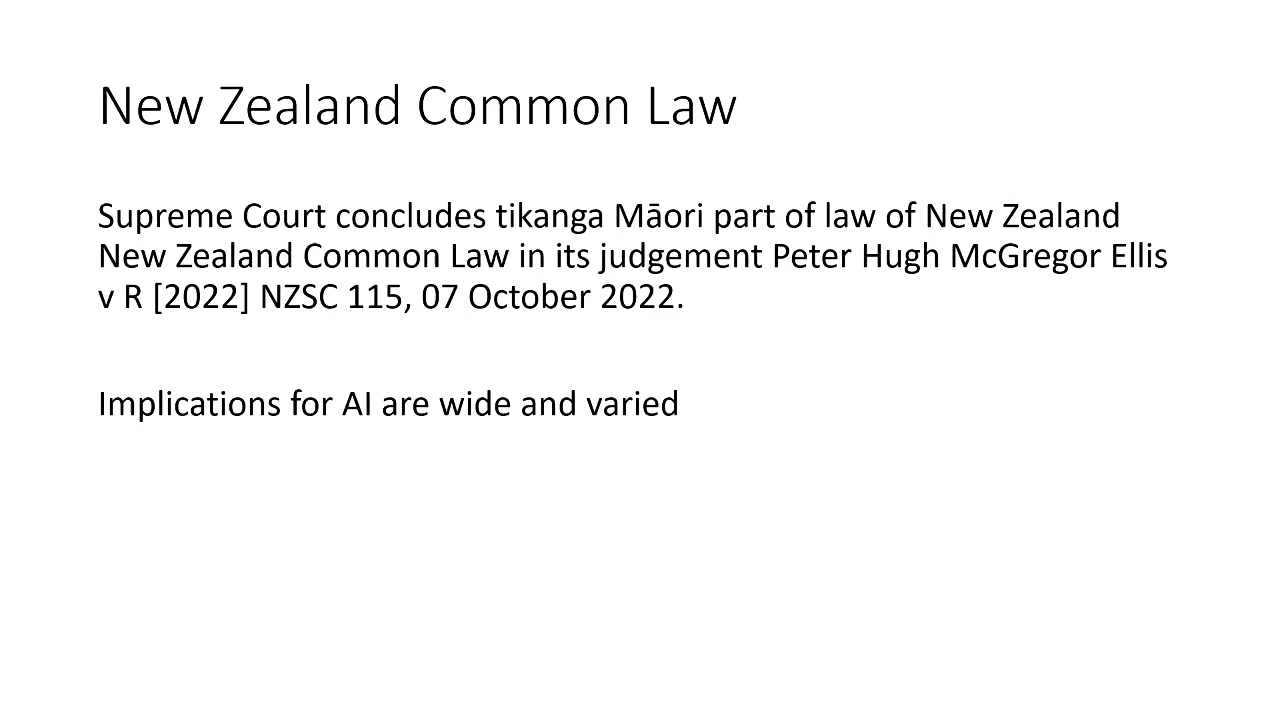 New Zealand Common Law
Supreme Court concludes tikanga Māori part of law of New Zealand
New Zealand Common Law in its judgement Peter Hugh McGregor Ellis
v R [2022] NZSC 115, 07 October 2022.
Implications for AI are wide and varied